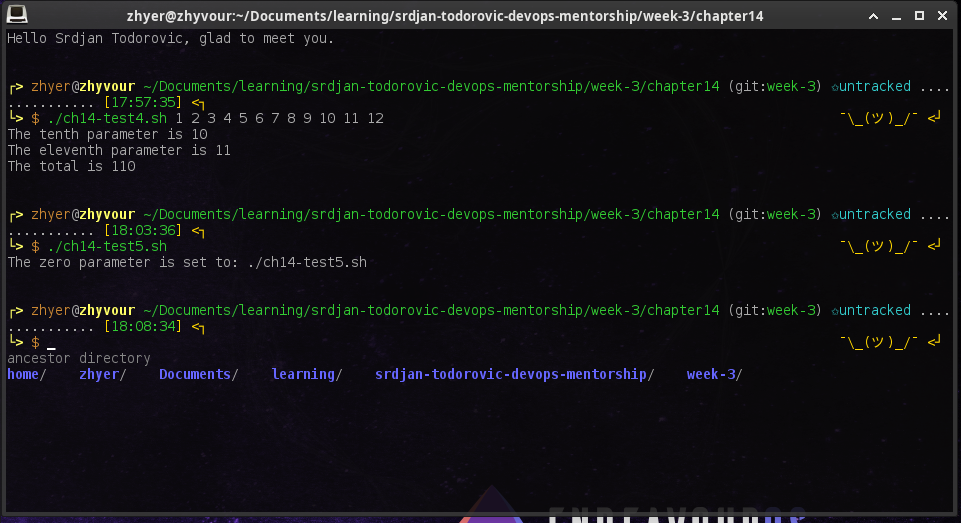 zhyer@zhyvour:~/Documents/learning/srdjan-todorovic-devops-mentorship/week-3/chapter14
Hello Srdjan Todorovic, glad to meet you.
┌> zhyer@zhyvour ~/Documents/learning/srdjan-todorovic-devops-mentorship/week-3/chapter14 (git:week-3) ✩untracked ....
........... [17:57:35] <┐
└> $ ./ch14-test4.sh 1 2 3 4 5 6 7 8 9 10 11 12 ¯\_(ツ)_/¯ <┘
The tenth parameter is 10
The eleventh parameter is 11
The total is 110
┌> zhyer@zhyvour ~/Documents/learning/srdjan-todorovic-devops-mentorship/week-3/chapter14 (git:week-3) ✩untracked ....
........... [18:03:36] <┐
└> $ ./ch14-test5.sh ¯\_(ツ)_/¯ <┘
The zero parameter is set to: ./ch14-test5.sh
┌> zhyer@zhyvour ~/Documents/learning/srdjan-todorovic-devops-mentorship/week-3/chapter14 (git:week-3) ✩untracked ....
........... [18:08:34] <┐
└> $ _ ¯\_(ツ)_/¯ <┘
ancestor directory
home/ zhyer/ Documents/ learning/ srdjan-todorovic-devops-mentorship/ week-3/
ENDEAVOUROS